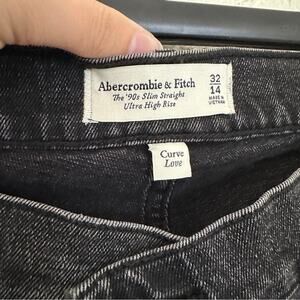 Abercrombie & Fitch
The '90s Slim Straight
Ultra High Rise
32
14
MADE IN
VIETNAM
Curve
Love